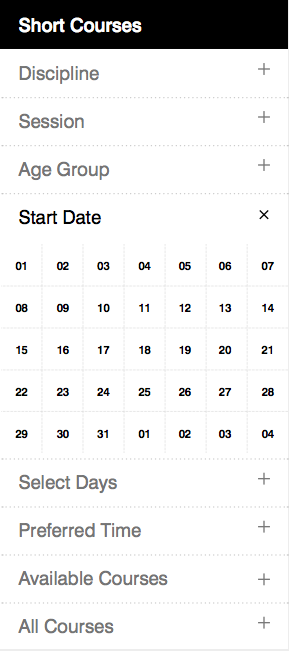 Short Courses
Discipline +
Session +
Age Group +
Start Date ×
01 02 03 04 05 06 07
08 09 10 11 12 13 14
15 16 17 18 19 20 21
22 23 24 25 26 27 28
29 30 31 01 02 03 04
Select Days +
Preferred Time +
Available Courses +
All Courses +